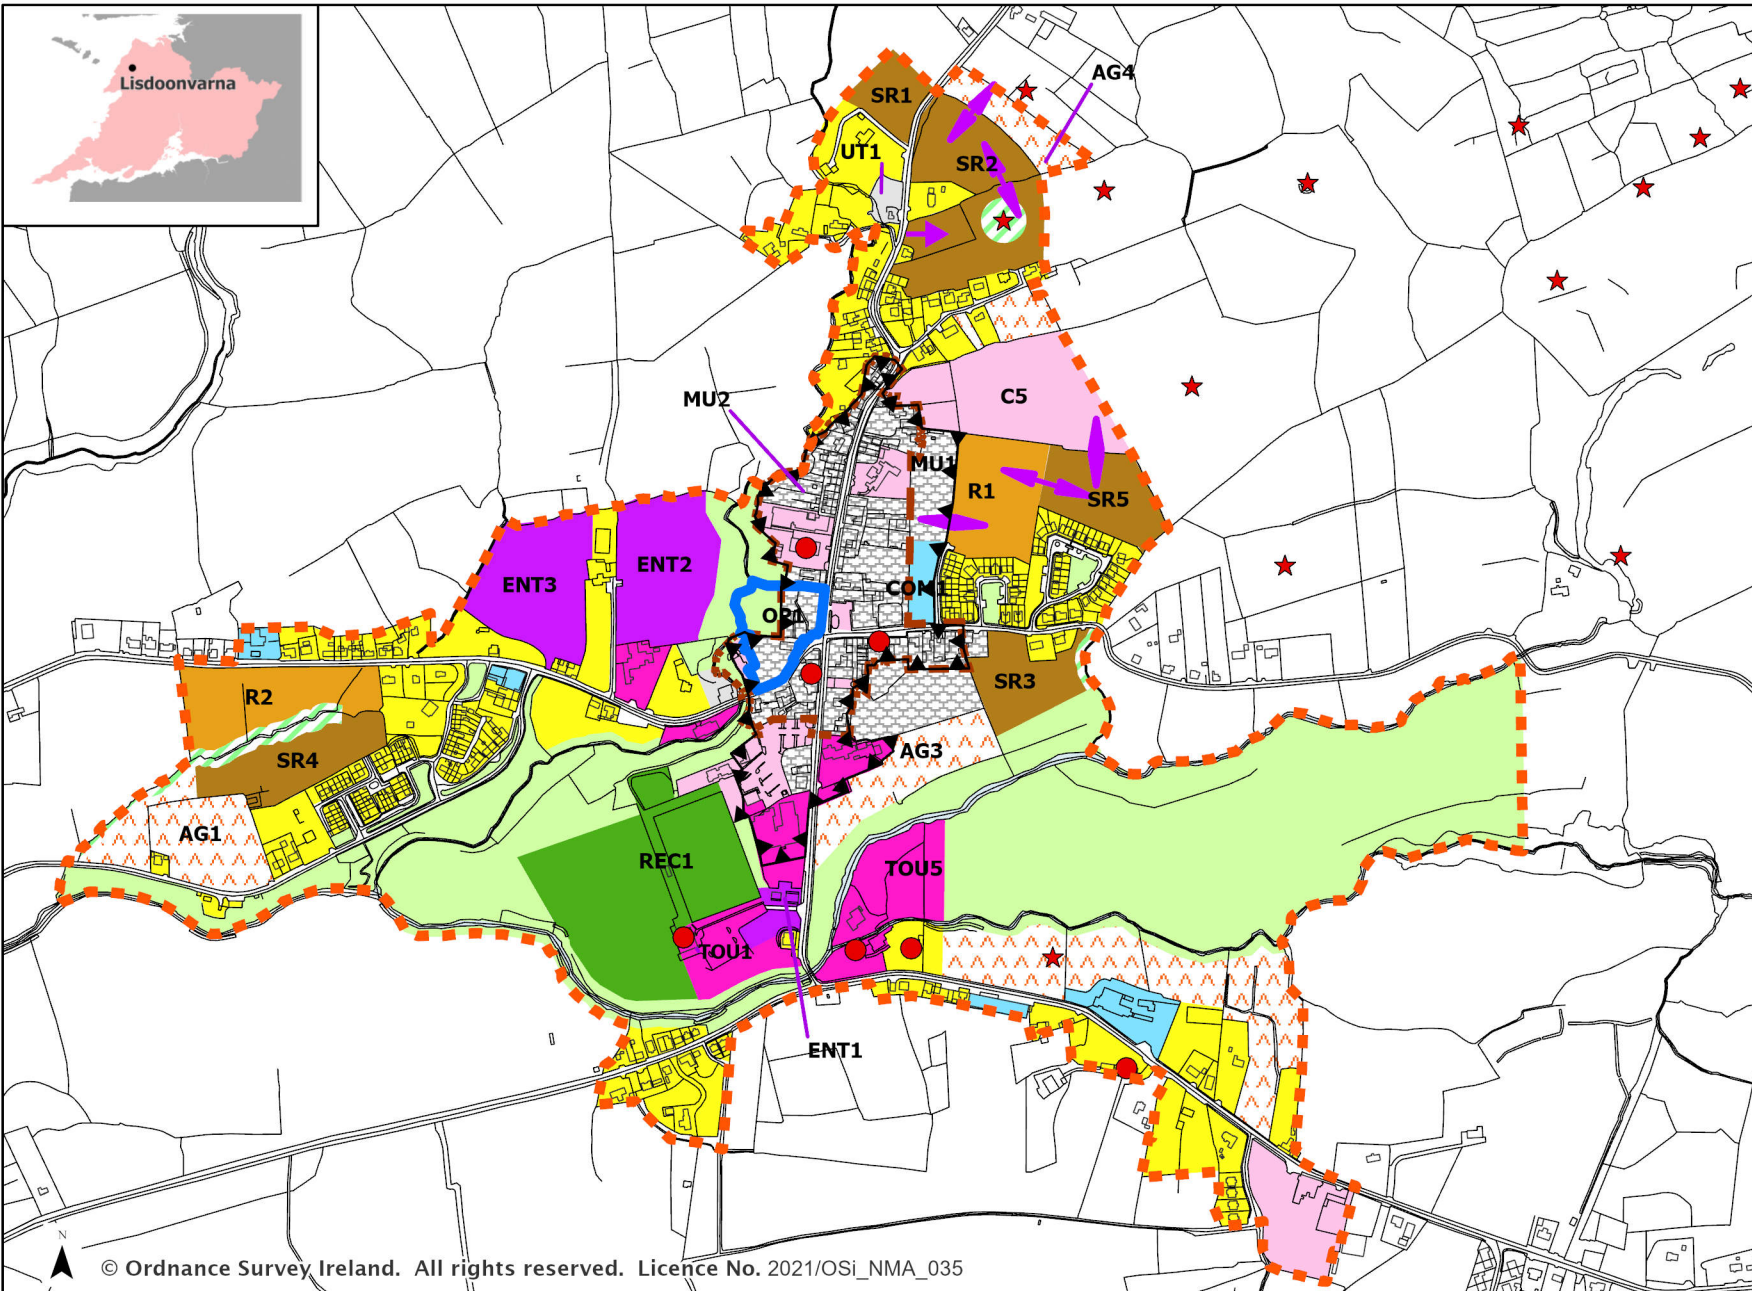 Lisdoonvarna
AG4
SR1
UT1
SR2
MU2
C5
MU1
R1
SR5
ENT3
ENT2
COM1
OP1
R2
SR3
SR4
AG3
AG1
REC1
TOU5
TOU1
ENT1
N
© Ordnance Survey Ireland. All rights reserved. Licence No. 2021/OSi_NMA_035